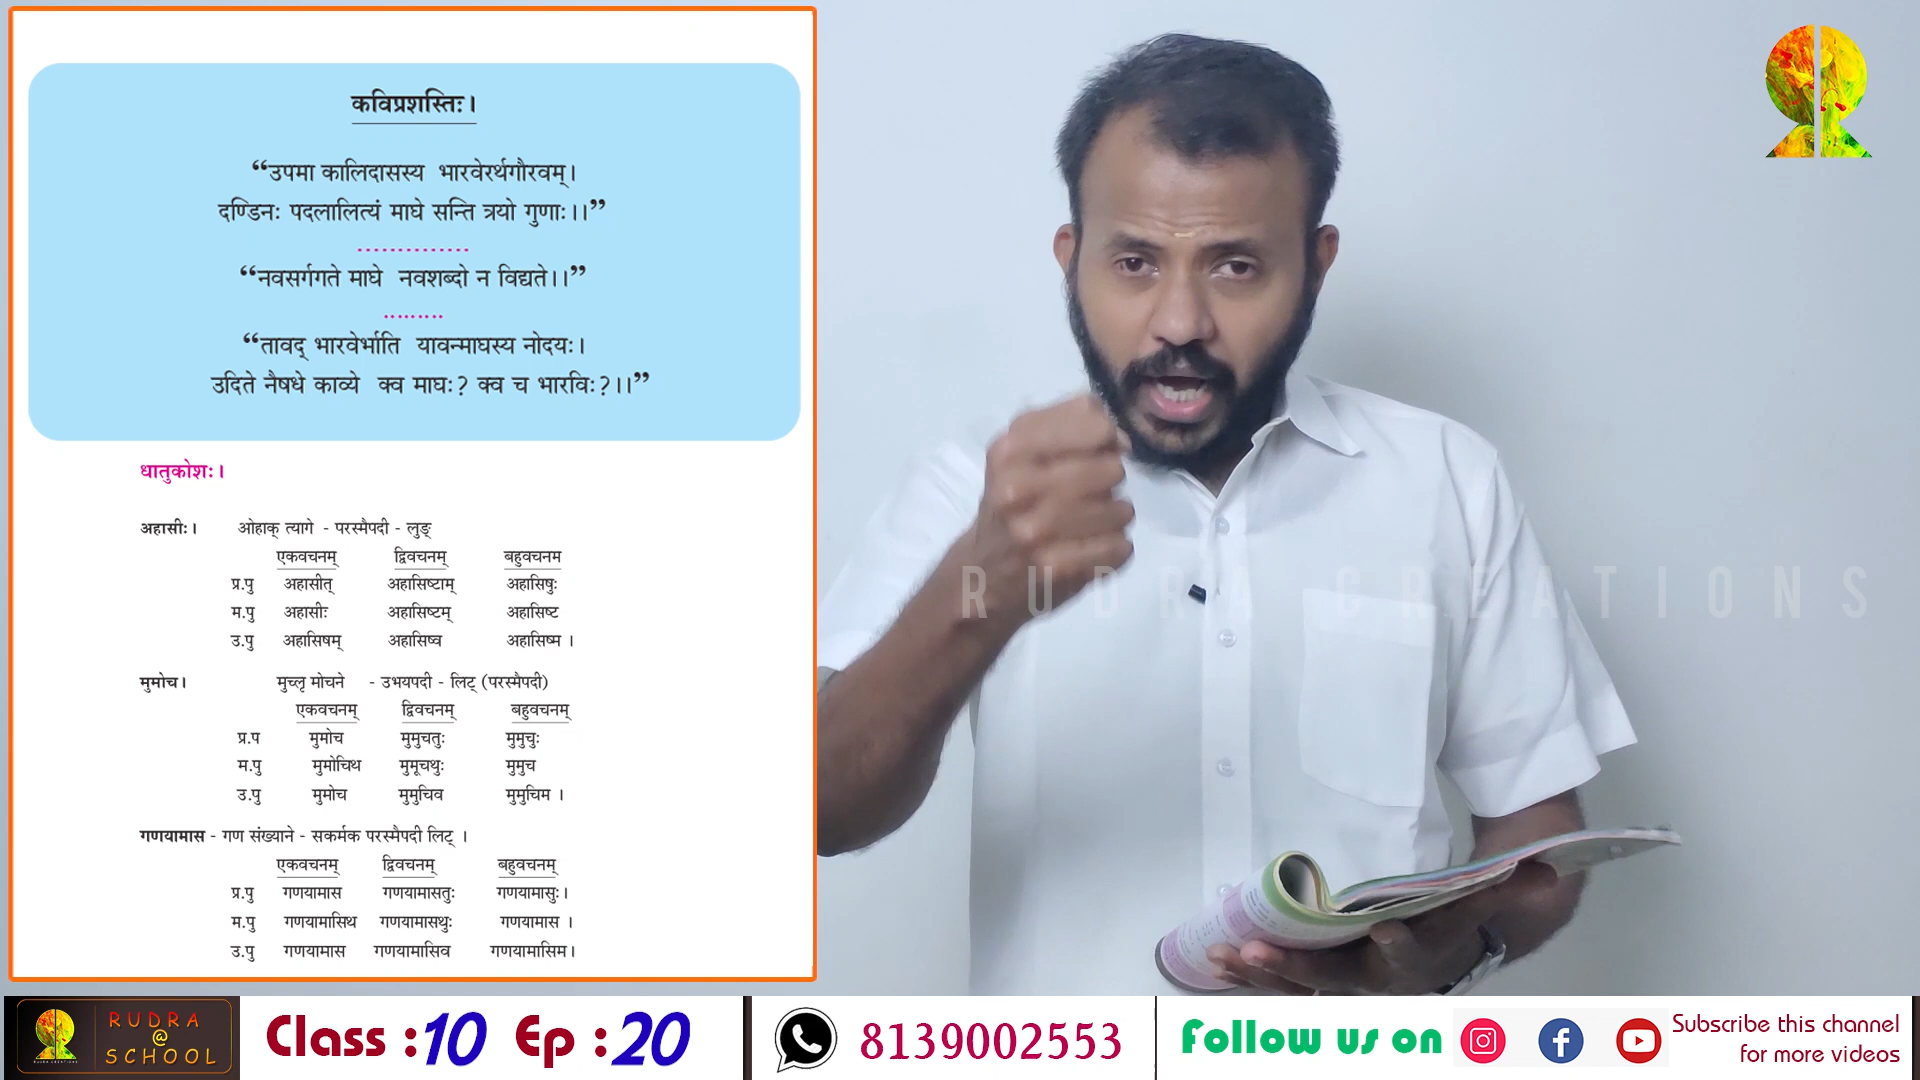 कविप्रशस्तिः।
“उपमा कालिदासस्य भारवेरर्थगौरवम्।
दण्डिनः पदलालित्यं माघे सन्ति त्रयो गुणाः।।”
..............
“नवसर्गगते माघे नवशब्दो न विद्यते।।”
.........
“तावद् भारवेर्भाति यावन्माघस्य नोदयः।
उदिते नैषधे काव्ये क्व माघः? क्व च भारविः?।।”
धातुकोशः।
अहासीः। ओहाक् त्यागे - परस्मैपदी - लुङ्
एकवचनम् द्विवचनम् बहुवचनम
प्र.पु अहासीत् अहासिष्टाम् अहासिषुः
म.पु अहासीः अहासिष्टम् अहासिष्ट
उ.पु अहासिषम् अहासिष्व अहासिष्म ।
मुमोच। मुच्लृ मोचने - उभयपदी - लिट् (परस्मैपदी)
एकवचनम् द्विवचनम् बहुवचनम्
प्र.प मुमोच मुमुचतुः मुमुचुः
म.पु मुमोचिथ मुमूचथुः मुमुच
उ.पु मुमोच मुमुचिव मुमुचिम ।
गणयामास - गण संख्याने - सकर्मक परस्मैपदी लिट् ।
एकवचनम् द्विवचनम् बहुवचनम्
प्र.पु गणयामास गणयामासतुः गणयामासुः।
म.पु गणयामासिथ गणयामासथुः गणयामास ।
उ.पु गणयामास गणयामासिव गणयामासिम।
RUDRA CREATIONS
RUDRA
@
SCHOOL
Class :10 Ep :20
8139002553
Follow us on
Subscribe this channel
for more videos